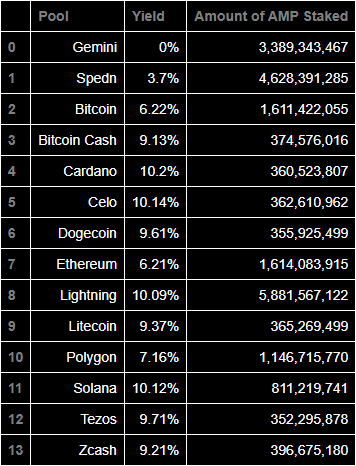 Pool Yield Amount of AMP Staked
0 Gemini 0% 3,389,343,467
1 Spedn 3.7% 4,628,391,285
2 Bitcoin 6.22% 1,611,422,055
3 Bitcoin Cash 9.13% 374,576,016
4 Cardano 10.2% 360,523,807
5 Celo 10.14% 362,610,962
6 Dogecoin 9.61% 355,925,499
7 Ethereum 6.21% 1,614,083,915
8 Lightning 10.09% 5,881,567,122
9 Litecoin 9.37% 365,269,499
10 Polygon 7.16% 1,146,715,770
11 Solana 10.12% 811,219,741
12 Tezos 9.71% 352,295,878
13 Zcash 9.21% 396,675,180